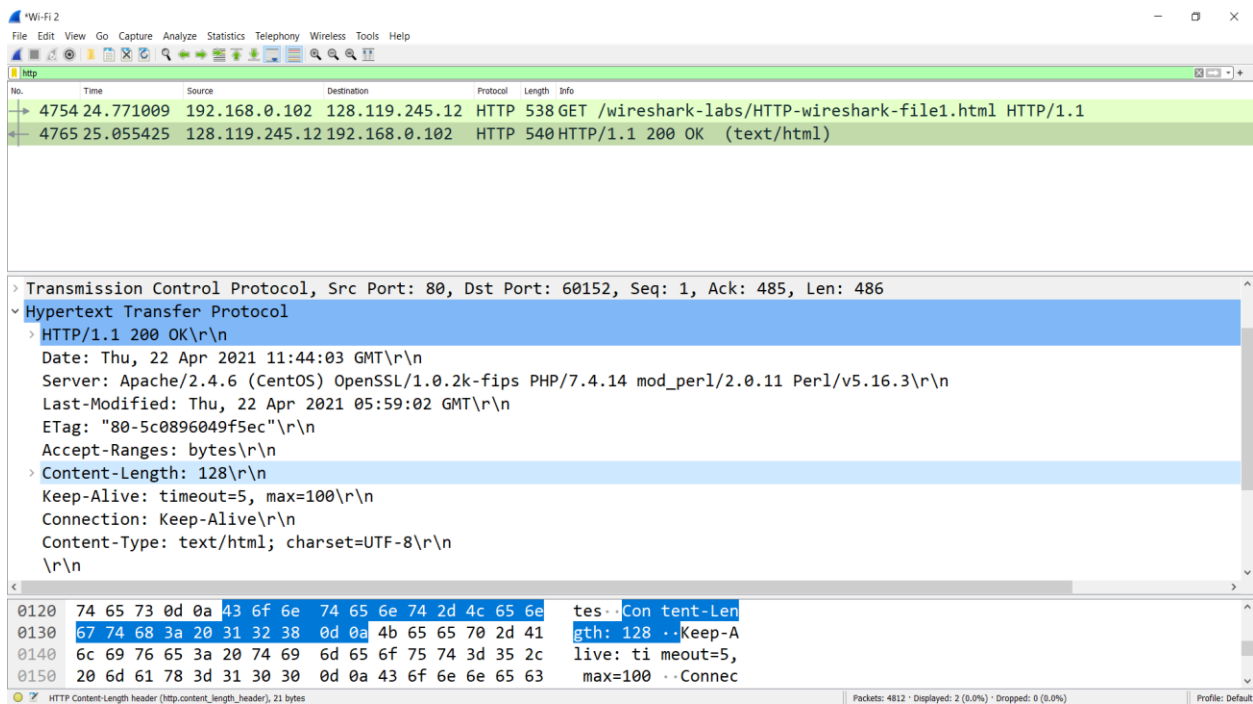 *Wi-Fi 2
File Edit View Go Capture Analyze Statistics Telephony Wireless Tools Help
http
No. Time Source Destination Protocol Length Info
4754 24.771009 192.168.0.102 128.119.245.12 HTTP 538 GET /wireshark-labs/HTTP-wireshark-file1.html HTTP/1.1
4765 25.055425 128.119.245.12 192.168.0.102 HTTP 540 HTTP/1.1 200 OK (text/html)
Transmission Control Protocol, Src Port: 80, Dst Port: 60152, Seq: 1, Ack: 485, Len: 486
Hypertext Transfer Protocol
HTTP/1.1 200 OK\r\n
Date: Thu, 22 Apr 2021 11:44:03 GMT\r\n
Server: Apache/2.4.6 (CentOS) OpenSSL/1.0.2k-fips PHP/7.4.14 mod_perl/2.0.11 Perl/v5.16.3\r\n
Last-Modified: Thu, 22 Apr 2021 05:59:02 GMT\r\n
ETag: "80-5c0896049f5ec"\r\n
Accept-Ranges: bytes\r\n
Content-Length: 128\r\n
Keep-Alive: timeout=5, max=100\r\n
Connection: Keep-Alive\r\n
Content-Type: text/html; charset=UTF-8\r\n
\r\n
0120 74 65 73 0d 0a 43 6f 6e 74 65 6e 74 2d 4c 65 6e tes··Con tent-Len
0130 67 74 68 3a 20 31 32 38 0d 0a 4b 65 65 70 2d 41 gth: 128 ··Keep-A
0140 6c 69 76 65 3a 20 74 69 6d 65 6f 75 74 3d 35 2c live: ti meout=5,
0150 20 6d 61 78 3d 31 30 30 0d 0a 43 6f 6e 6e 65 63 max=100 ··Connec
HTTP Content-Length header (http.content_length_header), 21 bytes Packets: 4812 · Displayed: 2 (0.0%) · Dropped: 0 (0.0%) Profile: Default